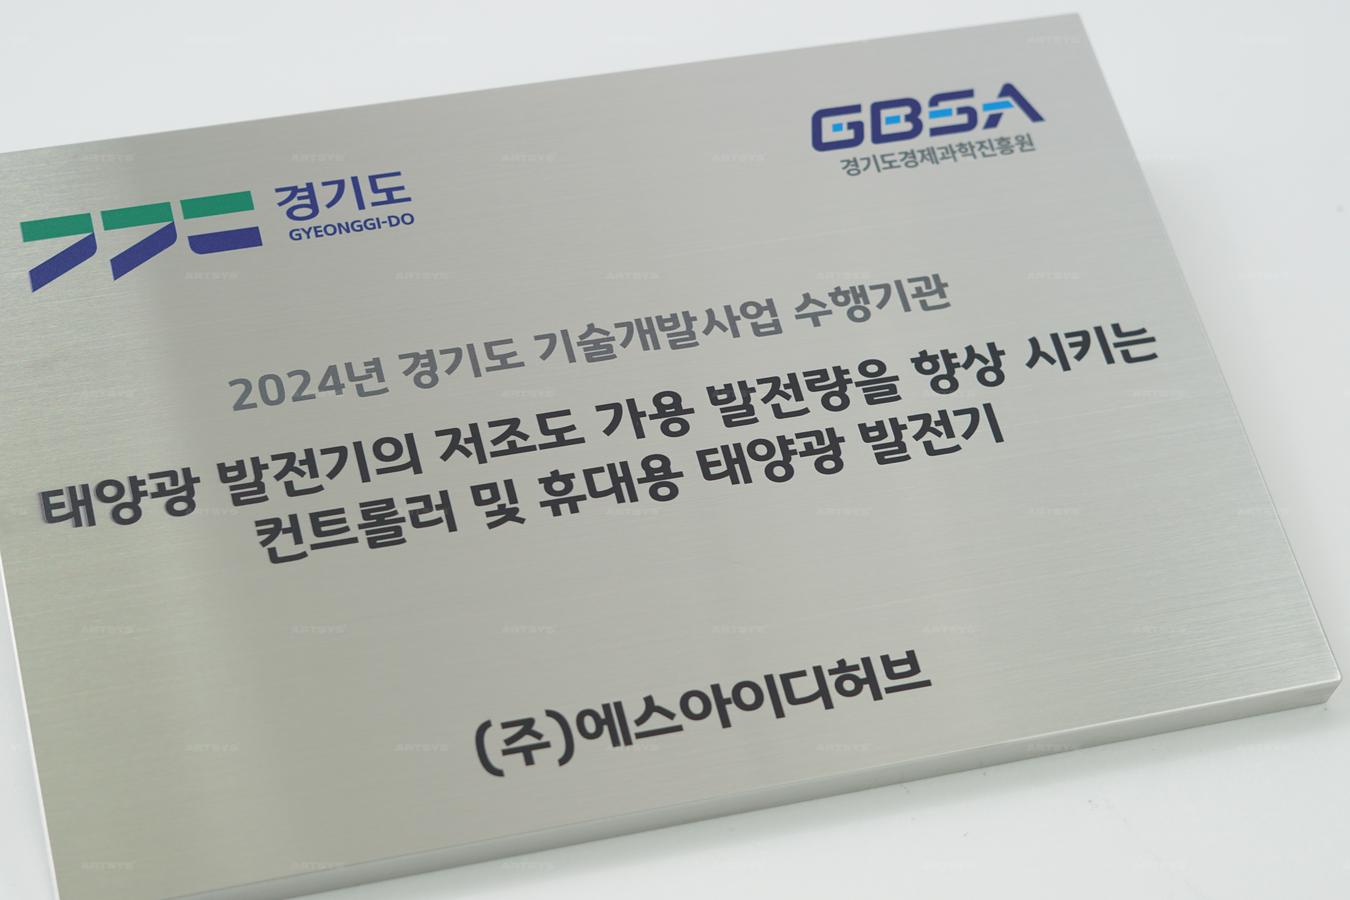 경기도
GYEONGGI-DO
GBSA
경기도경제과학진흥원
2024년 경기도 기술개발사업 수행기관
태양광 발전기의 저조도 가용 발전량을 향상 시키는
컨트롤러 및 휴대용 태양광 발전기
(주)에스아이디허브
ARTSYS